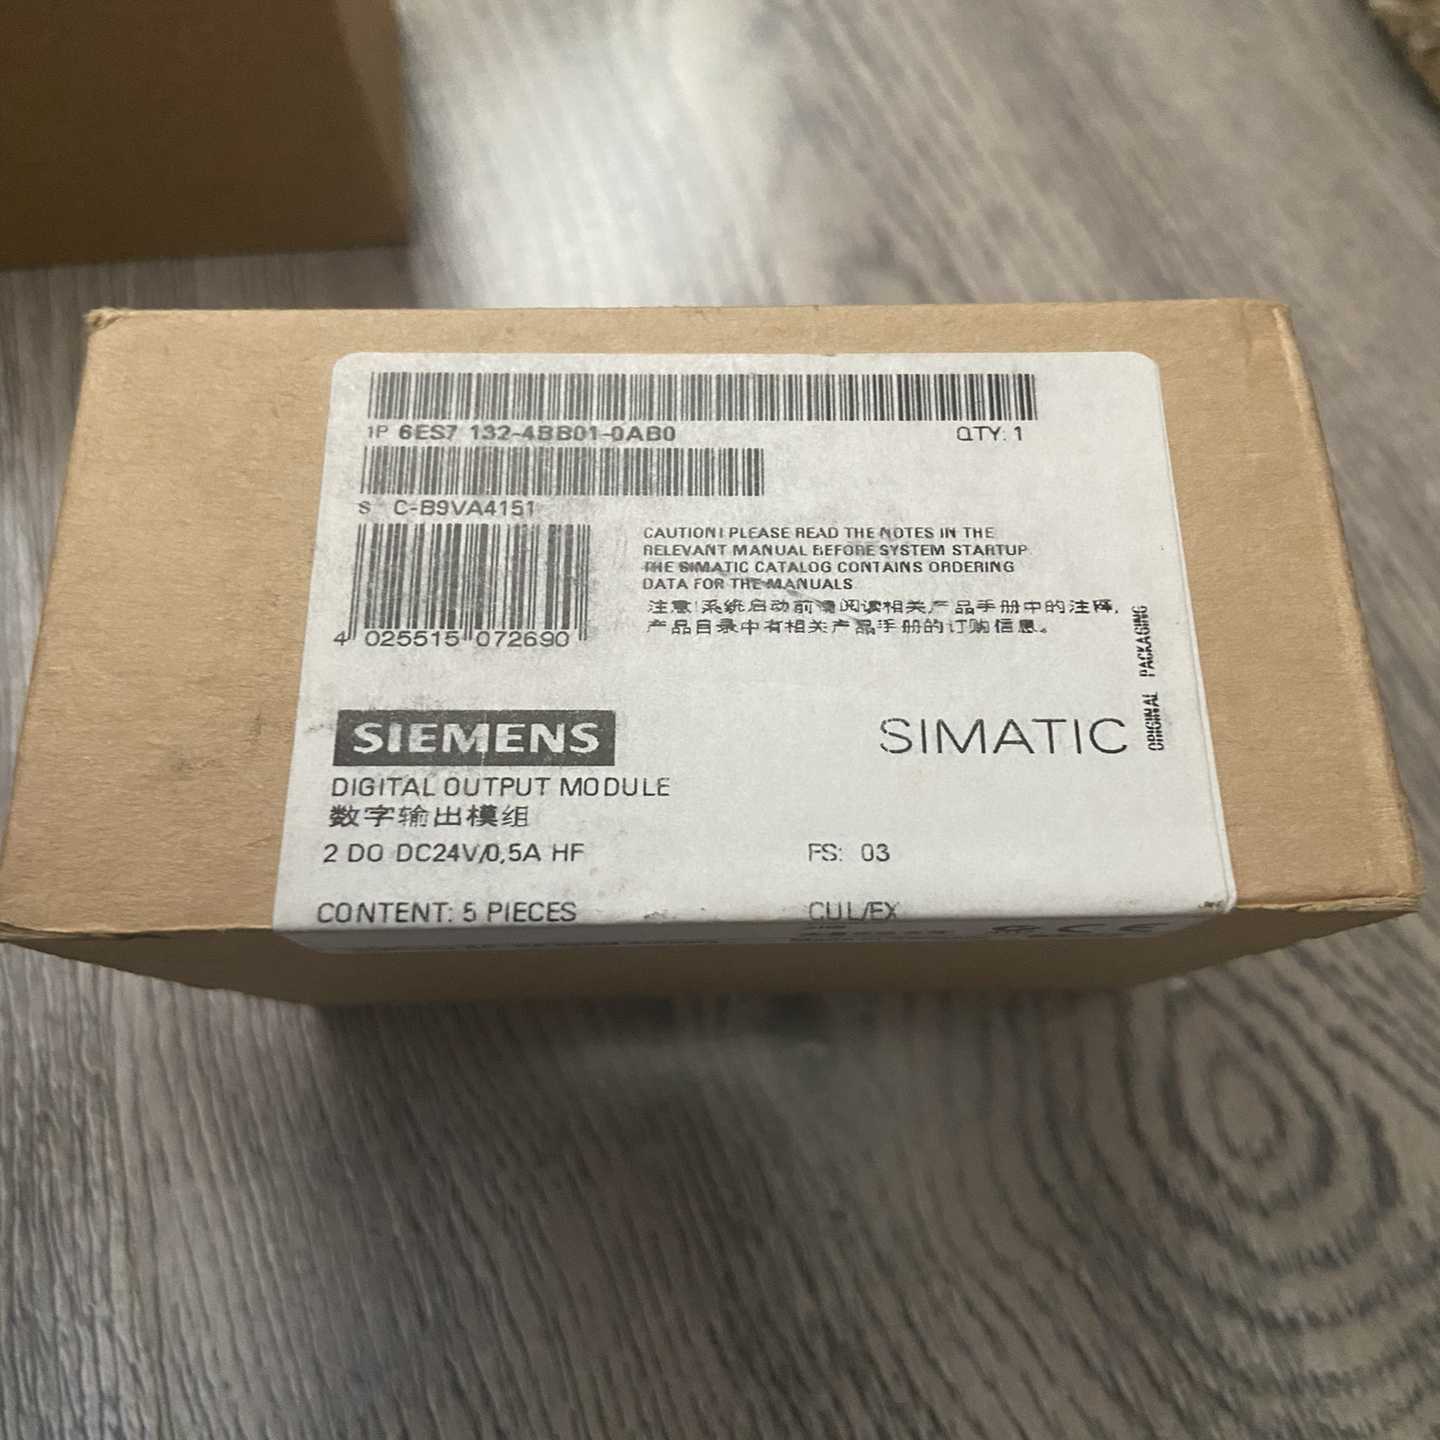 1P 6ES7 132-4BB01-0AB0 QTY: 1
S C-B9VA4151
4 025515 072690
CAUTION! PLEASE READ THE NOTES IN THE
RELEVANT MANUAL BEFORE SYSTEM STARTUP
THE SIMATIC CATALOG CONTAINS ORDERING
DATA FOR THE MANUALS
注意!系统启动前请阅读相关产品手册中的注释,
产品目录中有相关产品手册的订购信息。
ORIGINAL PACKAGING
SIEMENS SIMATIC
DIGITAL OUTPUT MODULE
数字输出模组
2 DO DC24V/0,5A HF FS: 03
CONTENT: 5 PIECES CUL/EX